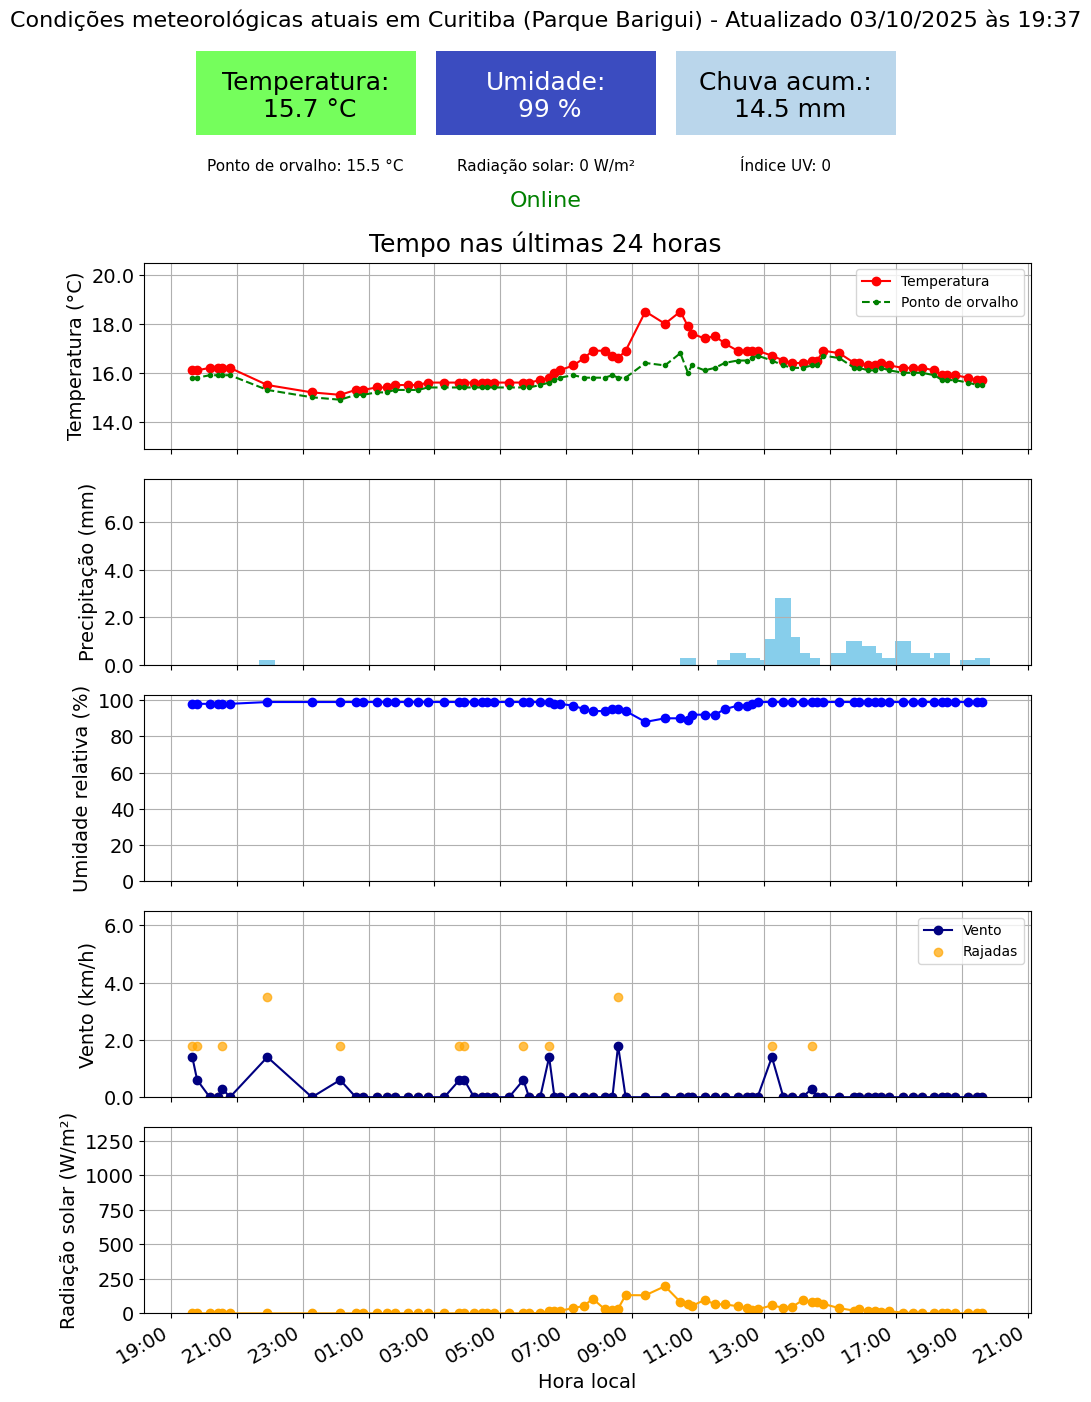 Condições meteorológicas atuais em Curitiba (Parque Barigui) - Atualizado 03/10/2025 às 19:37
Temperatura:
15.7 °C
Umidade:
99 %
Chuva acum.:
14.5 mm
Ponto de orvalho: 15.5 °C
Radiação solar: 0 W/m²
Índice UV: 0
Online
Tempo nas últimas 24 horas
Temperatura (°C)
20.0
18.0
16.0
14.0
Temperatura
Ponto de orvalho
Precipitação (mm)
6.0
4.0
2.0
0.0
Umidade relativa (%)
100
80
60
40
20
0
Vento (km/h)
6.0
4.0
2.0
0.0
Vento
Rajadas
Radiação solar (W/m²)
1250
1000
750
500
250
0
19:00
21:00
23:00
01:00
03:00
05:00
07:00
09:00
11:00
13:00
15:00
17:00
19:00
21:00
Hora local